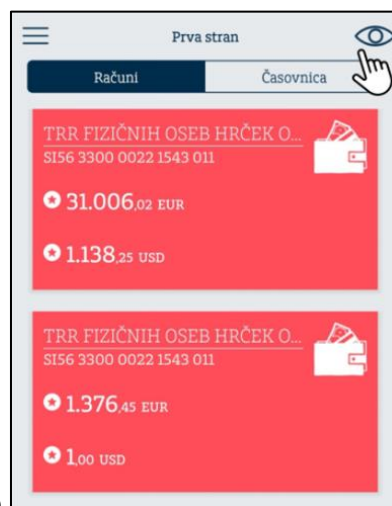 Prva stran
Računi
Časovnica
TRR FIZIČNIH OSEB HRČEK O...
SI56 3300 0022 1543 011
31.006,02 EUR
1.138,25 USD
TRR FIZIČNIH OSEB HRČEK O...
SI56 3300 0022 1543 011
1.376,45 EUR
1,00 USD